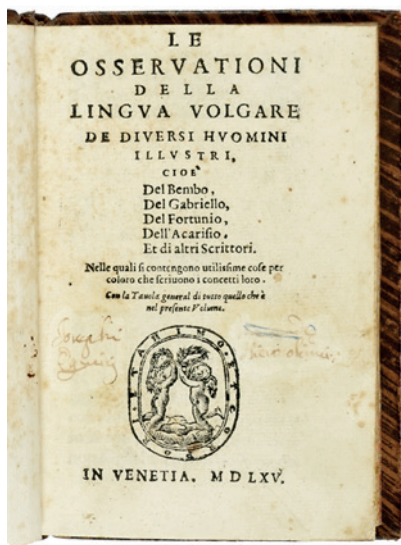 LE
OSSERVATIONI
DELLA
LINGVA VOLGARE
DE DIVERSI HVOMINI
ILLVSTRI,
CIOE`
Del Bembo,
Del Gabriello,
Del Fortunio,
Dell'Acarisio.
Et di altri Scrittori.
Nelle quali si contengono utilissime cose per
coloro che scriuono i concetti loro.
Con la Tauola general di tutto quello che è
nel presente Volume.
IN VENETIA. MDLXV.